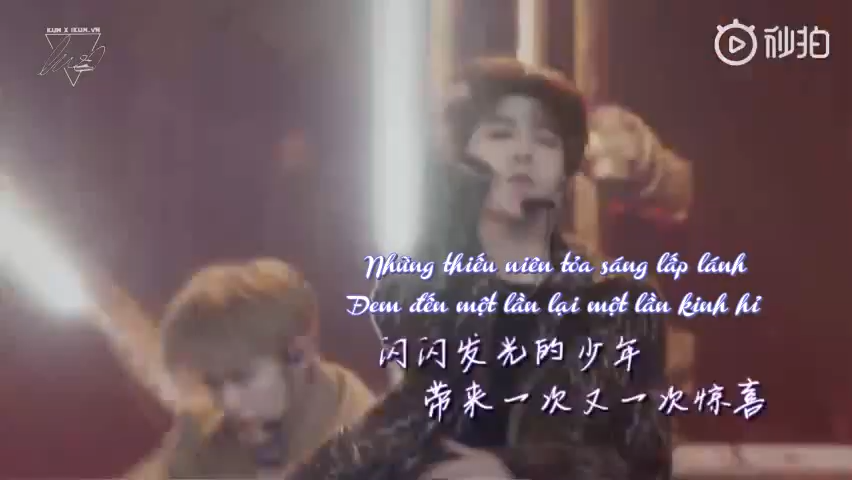 KUN X IKUN.VN
秒拍
Những thiếu niên tỏa sáng lấp lánh
Đem đến một lần lại một lần kinh hỉ
闪闪发光的少年
带来一次又一次惊喜